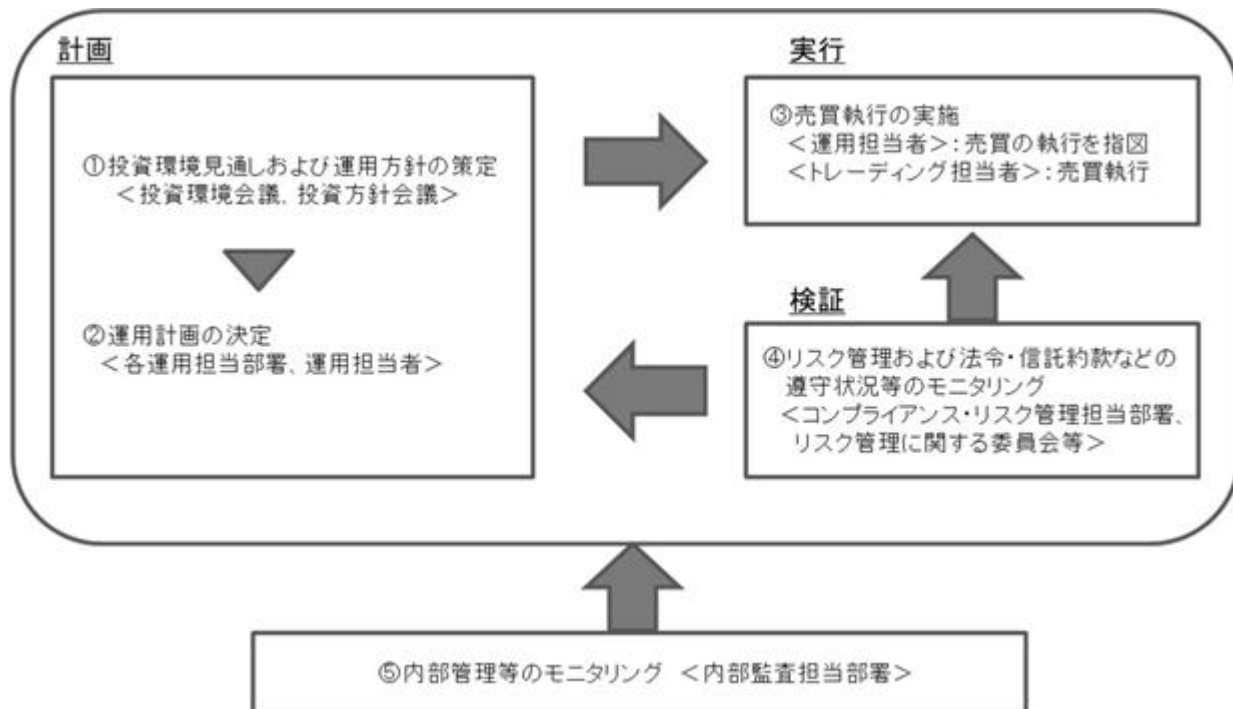 計画
①投資環境見通しおよび運用方針の策定
＜投資環境会議、投資方針会議＞
②運用計画の決定
＜各運用担当部署、運用担当者＞
実行
③売買執行の実施
＜運用担当者＞：売買の執行を指図
＜トレーディング担当者＞：売買執行
検証
④リスク管理および法令・信託約款などの
遵守状況等のモニタリング
＜コンプライアンス・リスク管理担当部署、
リスク管理に関する委員会等＞
⑤内部管理等のモニタリング ＜内部監査担当部署＞